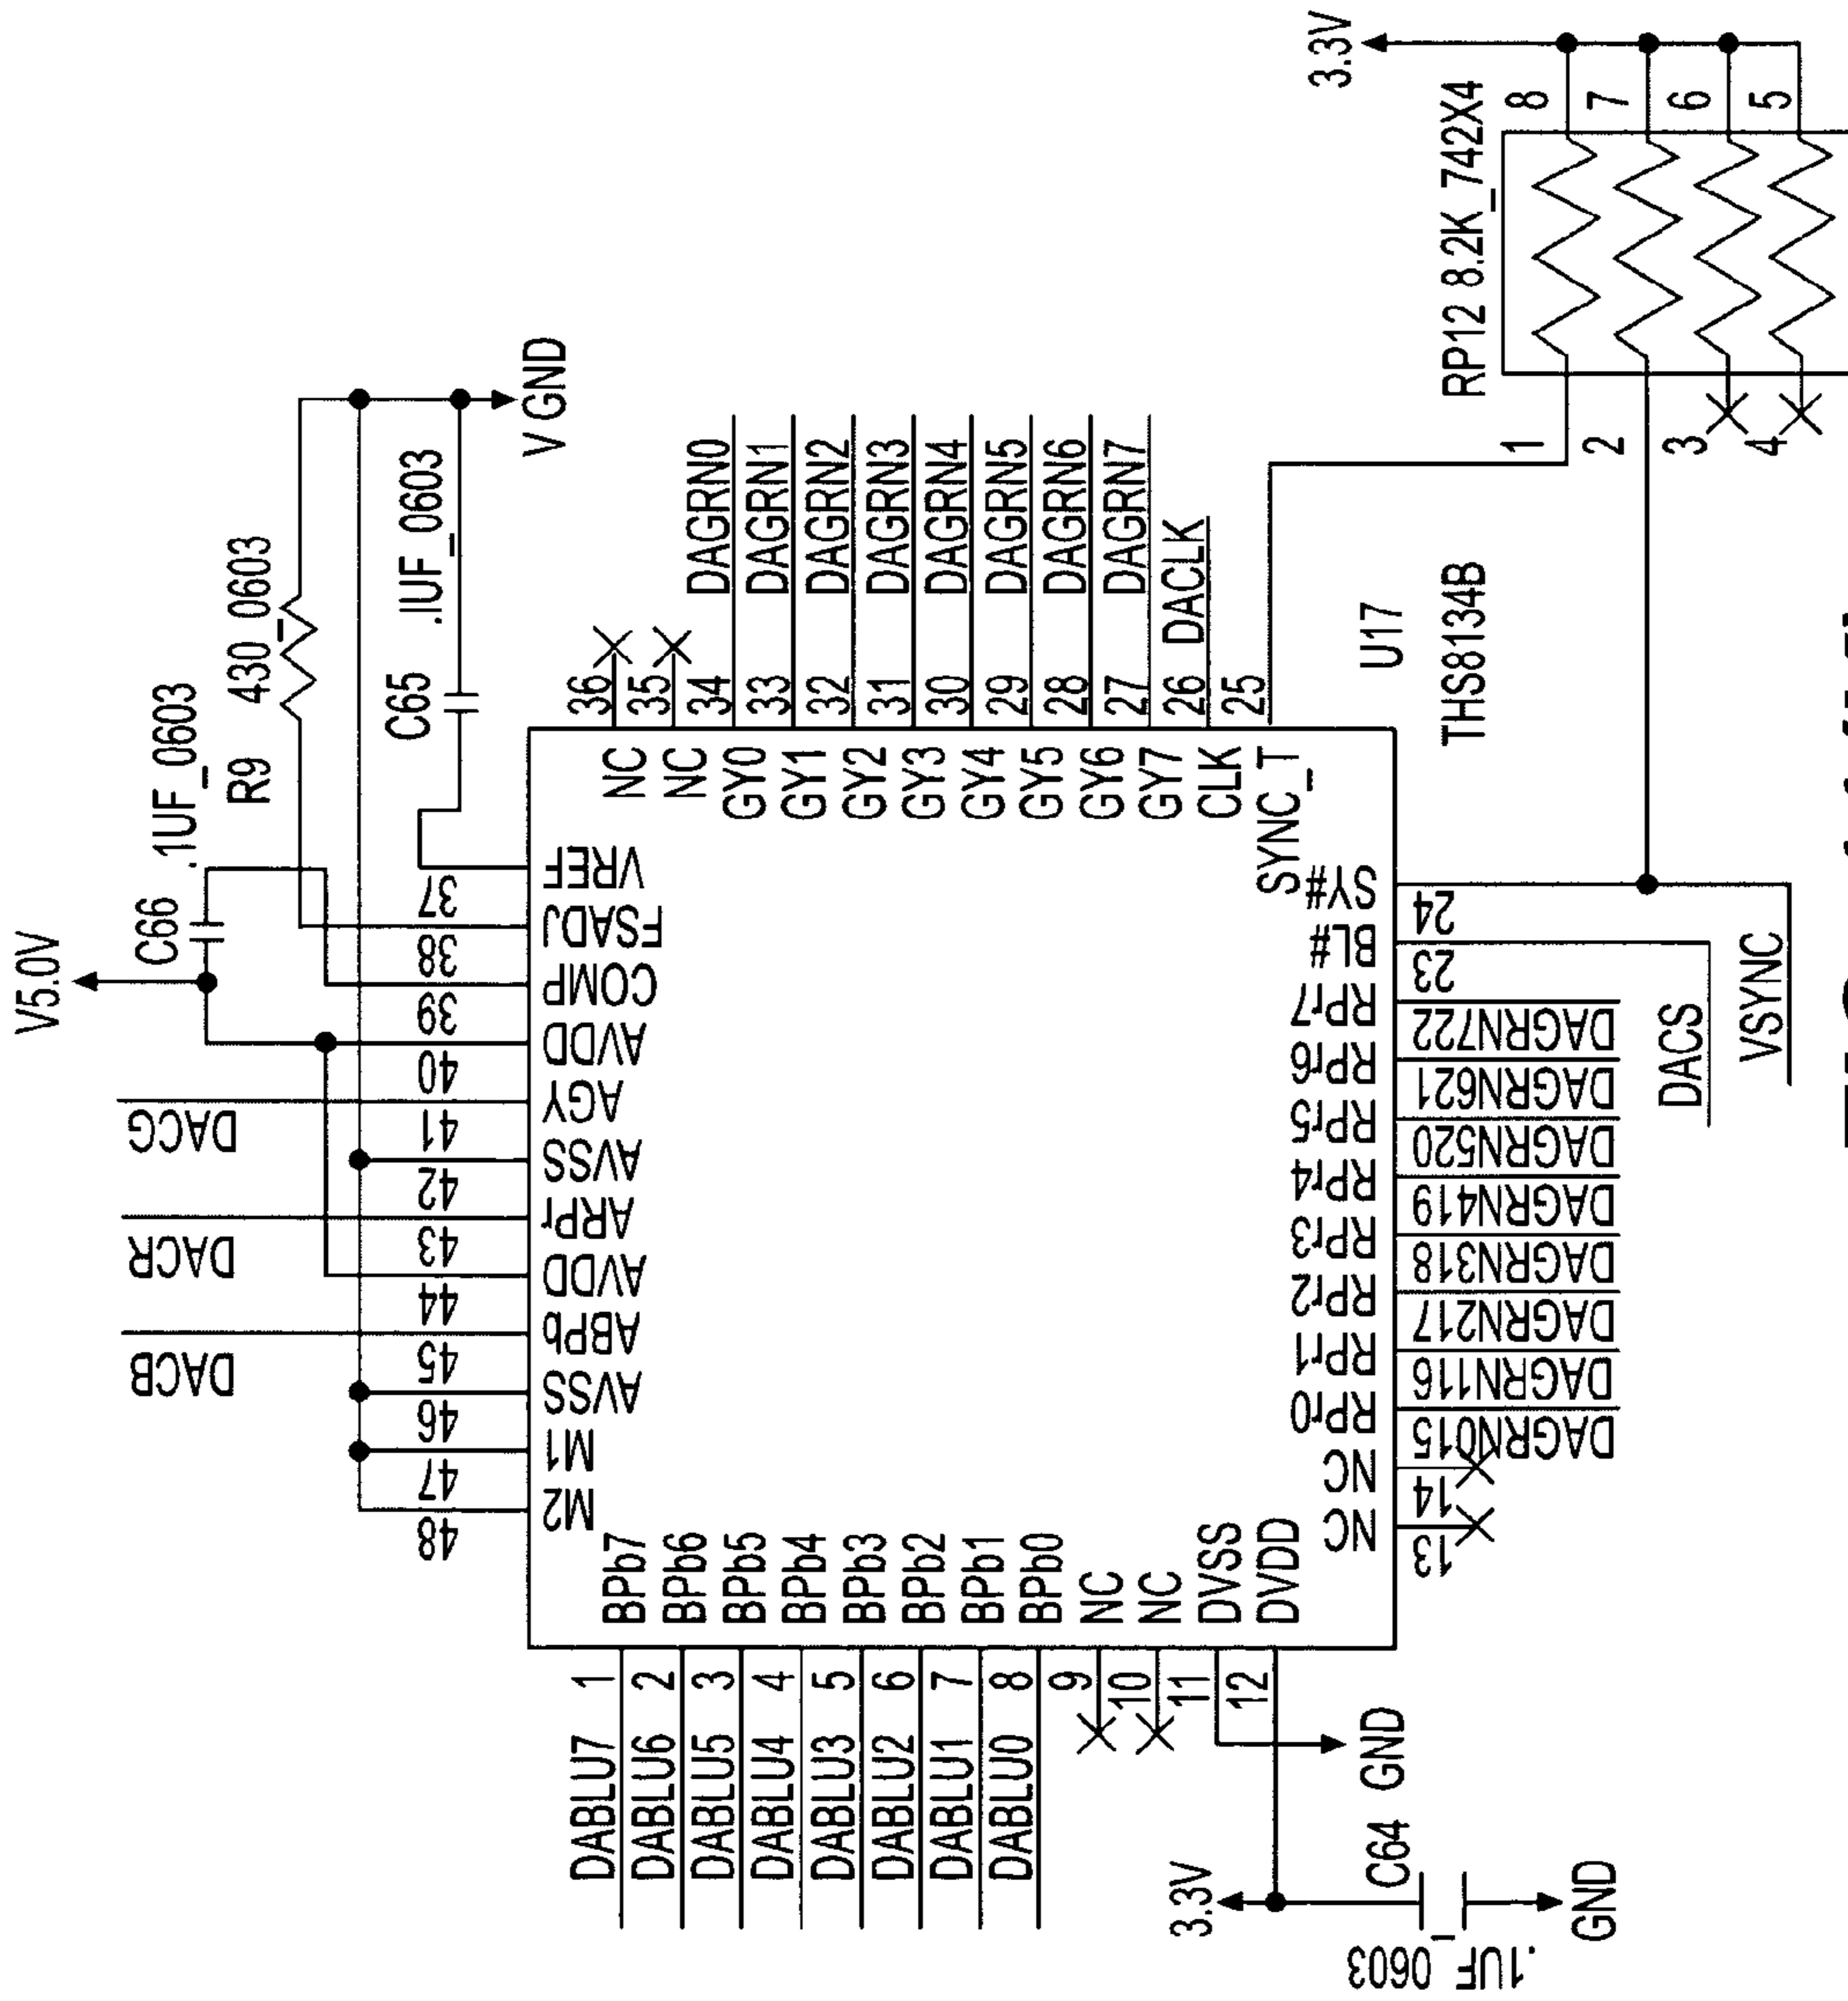 V5.0V
C66
.1UF_0603
R9 430_0603
C65 .1UF_0603
V GND
DACG
DACR
DACB
37 VREF
38 FSADJ
39 COMP
40 AVDD
41 AGY
42 AVSS
43 ARPr
44 AVDD
45 ABPb
46 AVSS
47 M1
48 M2
NC 36
NC 35
GY0 34 DAGRN0
GY1 33 DAGRN1
GY2 32 DAGRN2
GY3 31 DAGRN3
GY4 30 DAGRN4
GY5 29 DAGRN5
GY6 28 DAGRN6
GY7 27 DAGRN7
CLK 26 DACLK
SYNC_T 25
DABLU7 1 BPb7
DABLU6 2 BPb6
DABLU5 3 BPb5
DABLU4 4 BPb4
DABLU3 5 BPb3
DABLU2 6 BPb2
DABLU1 7 BPb1
DABLU0 8 BPb0
9 NC
10 NC
11 DVSS
12 DVDD
GND
3.3V
C64
.1UF_0603
GND
NC 13
NC 14
RPr0 DAGRN015
RPr1 DAGRN116
RPr2 DAGRN217
RPr3 DAGRN318
RPr4 DAGRN419
RPr5 DAGRN520
RPr6 DAGRN621
RPr7 DAGRN722
BL# 23
SY# 24
DACS
VSYNC
U17
THS8134B
RP12 8.2K_742X4
3.3V
1 8
2 7
3 6
4 5